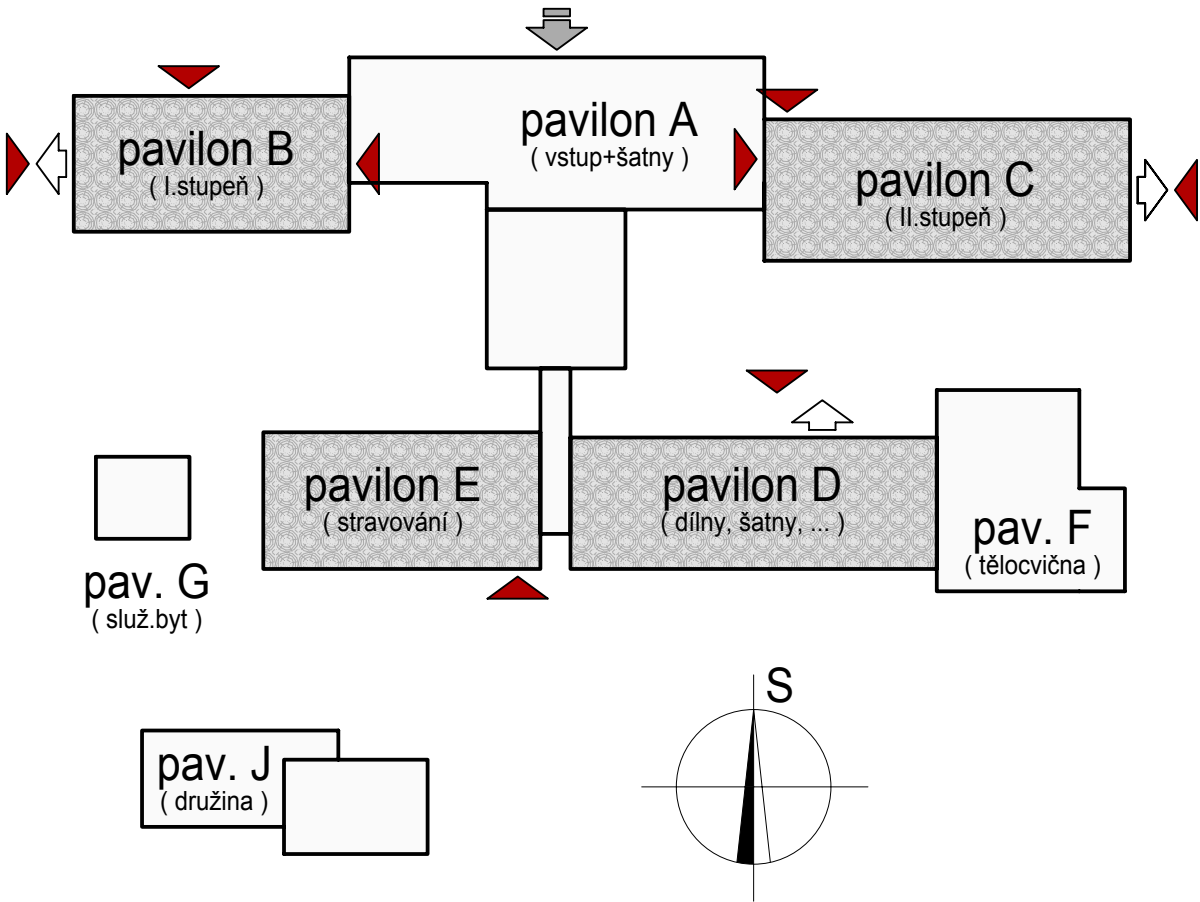 pavilon A
( vstup+šatny )
pavilon B
( I.stupeň )
pavilon C
( II.stupeň )
pavilon E
( stravování )
pavilon D
( dílny, šatny, ... )
pav. F
( tělocvična )
pav. G
( služ.byt )
pav. J
( družina )
S